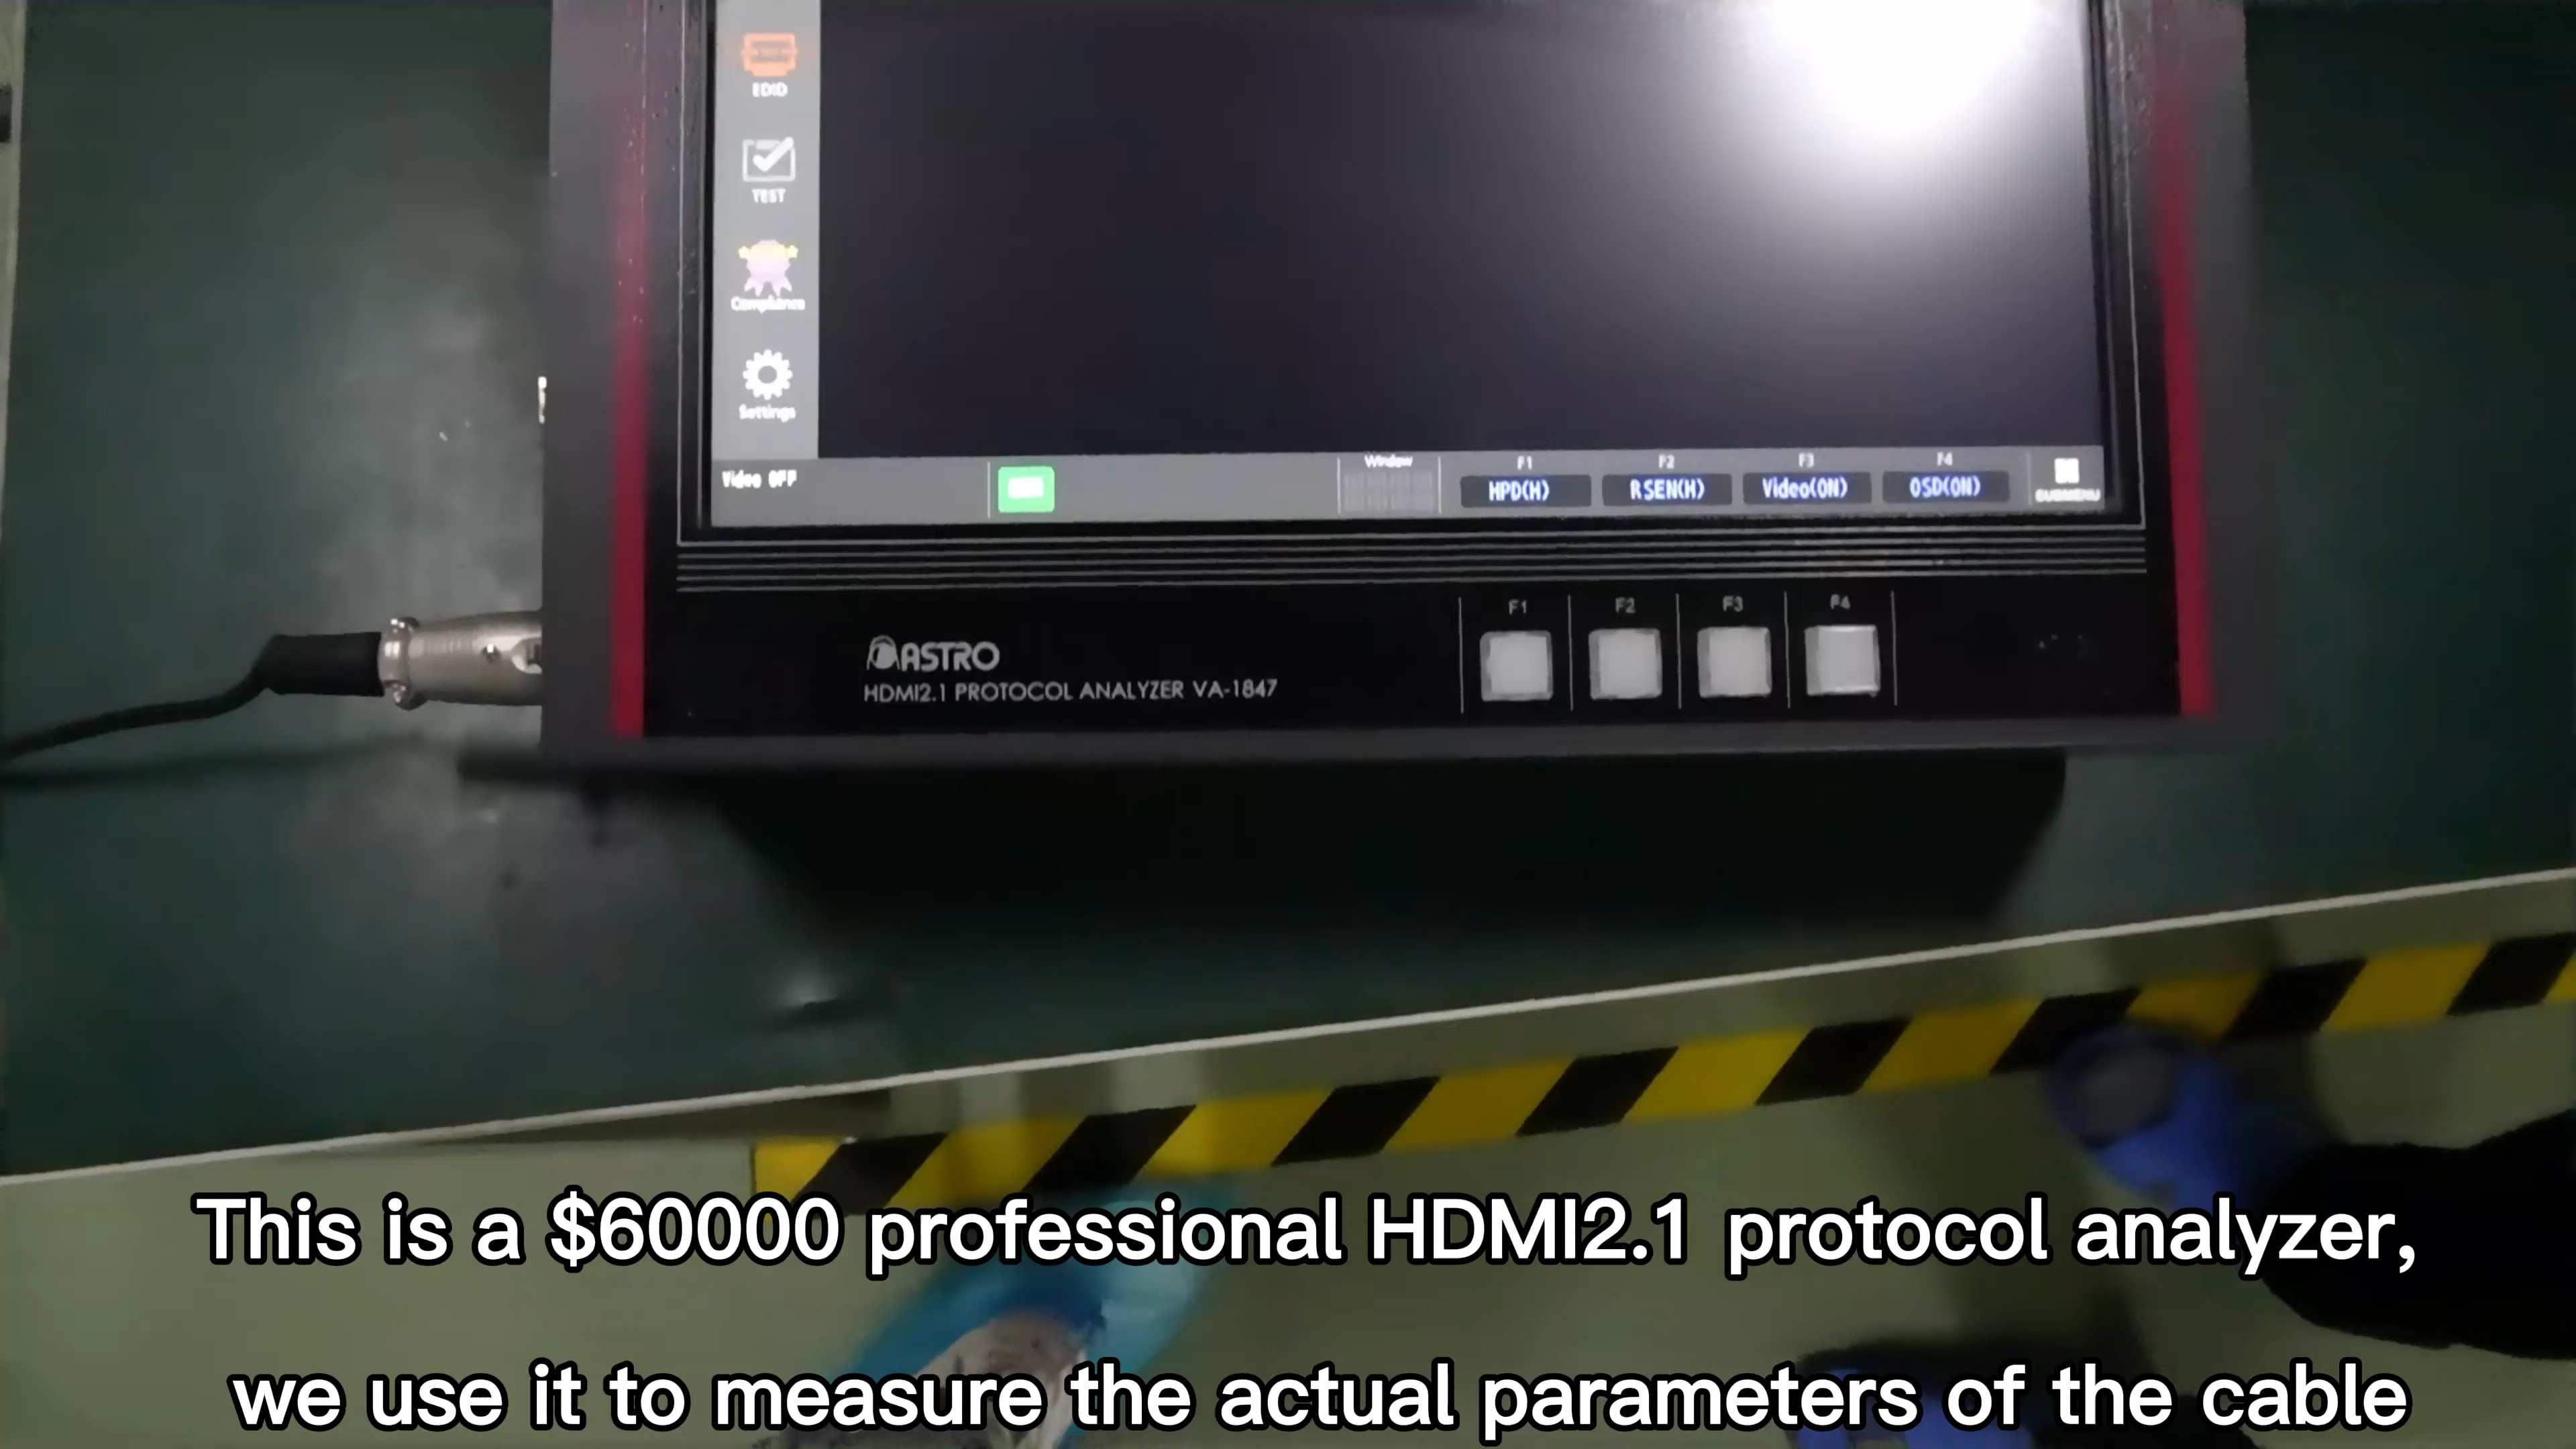 EDID
TEST
Compliance
Settings
Video OFF
Window
F1 F2 F3 F4
HPD(H) RSEN(H) Video(ON) OSD(ON)
SUBMENU
F1 F2 F3 F4
ASTRO
HDMI2.1 PROTOCOL ANALYZER VA-1847
This is a $60000 professional HDMI2.1 protocol analyzer,
we use it to measure the actual parameters of the cable